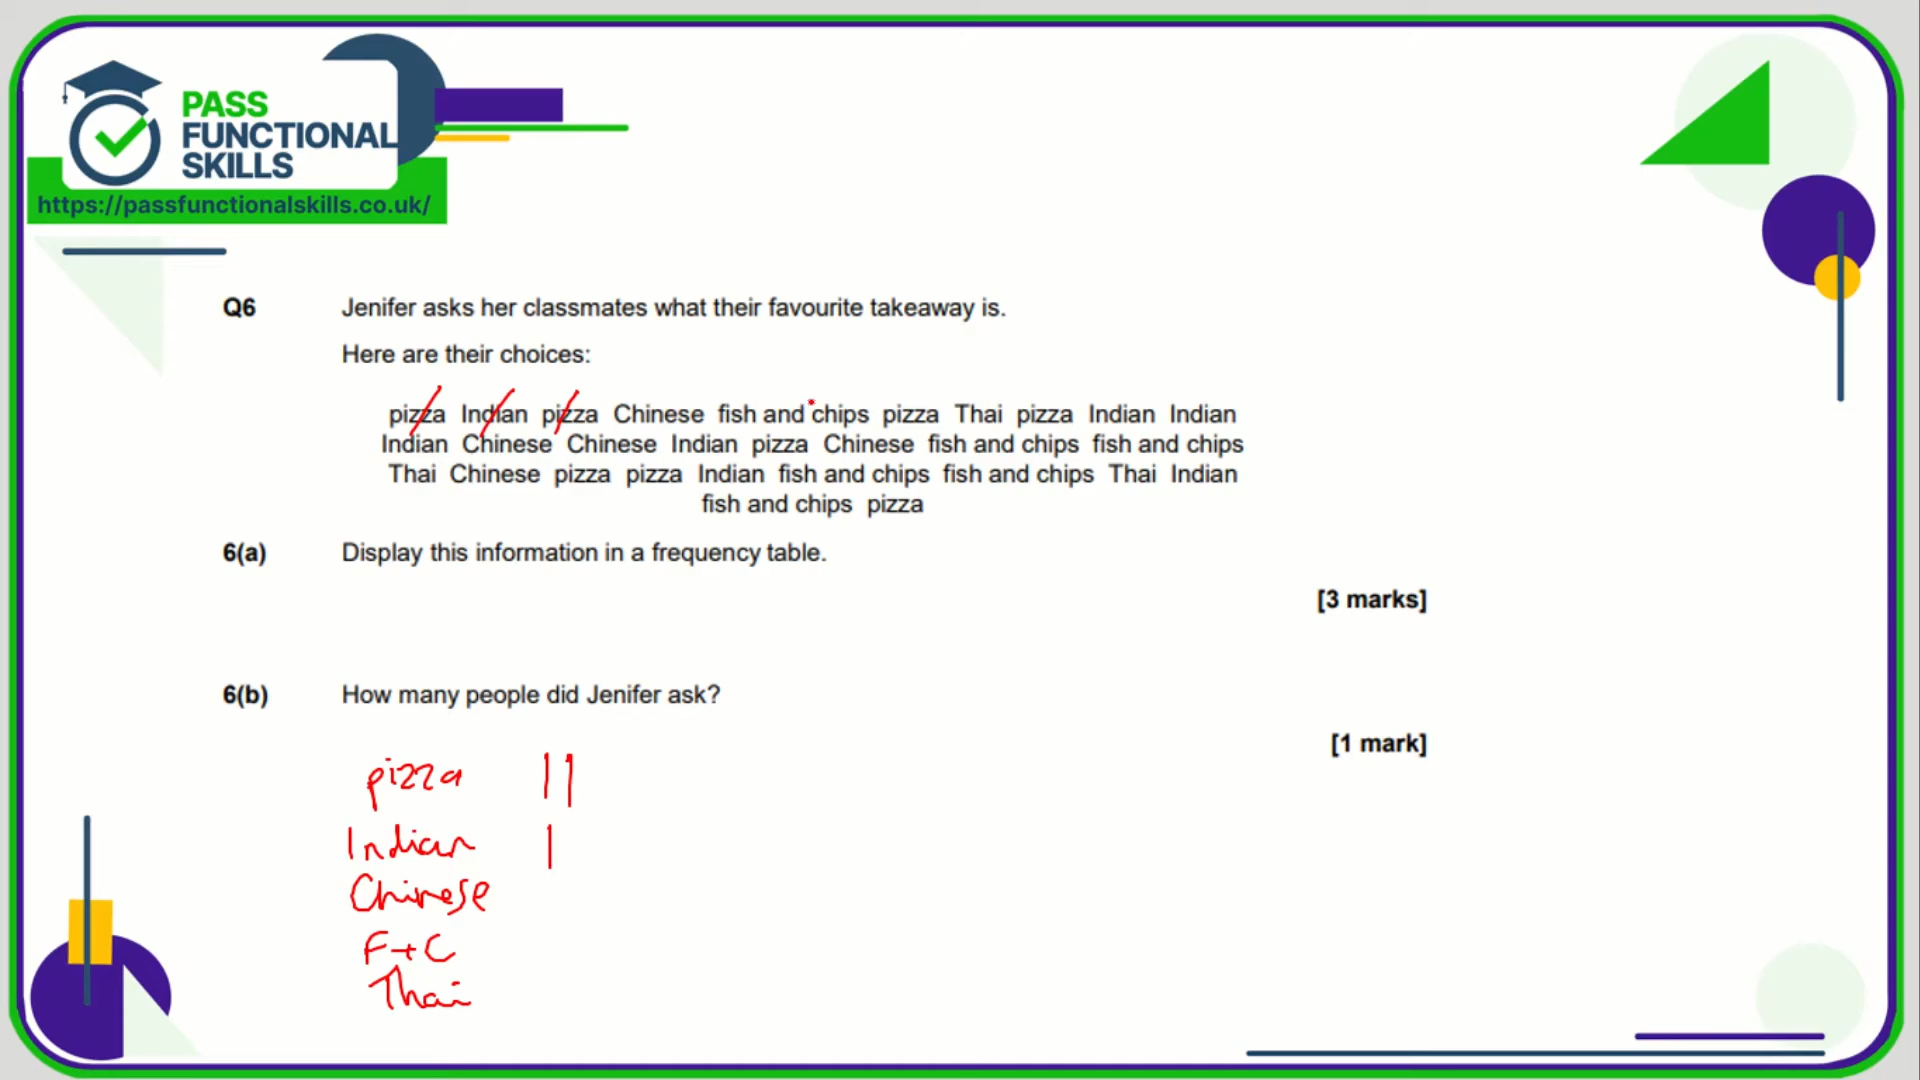 PASS
FUNCTIONAL
SKILLS
https://passfunctionalskills.co.uk/
Q6 Jenifer asks her classmates what their favourite takeaway is.
Here are their choices:
pizza Indian pizza Chinese fish and chips pizza Thai pizza Indian Indian
Indian Chinese Chinese Indian pizza Chinese fish and chips fish and chips
Thai Chinese pizza pizza Indian fish and chips fish and chips Thai Indian
fish and chips pizza
6(a) Display this information in a frequency table.
[3 marks]
6(b) How many people did Jenifer ask?
[1 mark]
pizza ||
Indian |
Chinese
F+C
Thai